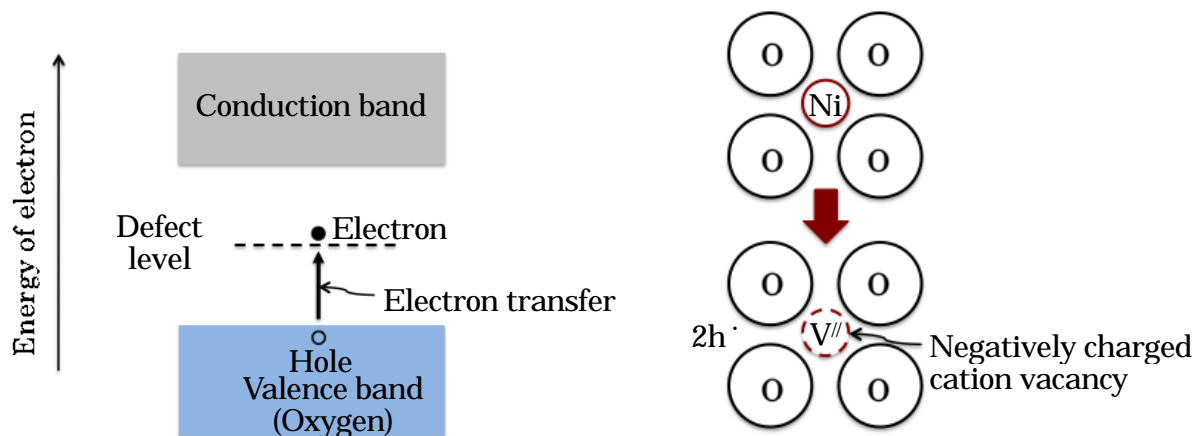 Energy of electron
Conduction band
Defect
level
Electron
Electron transfer
Hole
Valence band
(Oxygen)
O
O
Ni
O
O
O
O
2h˙
V//
O
O
Negatively charged
cation vacancy